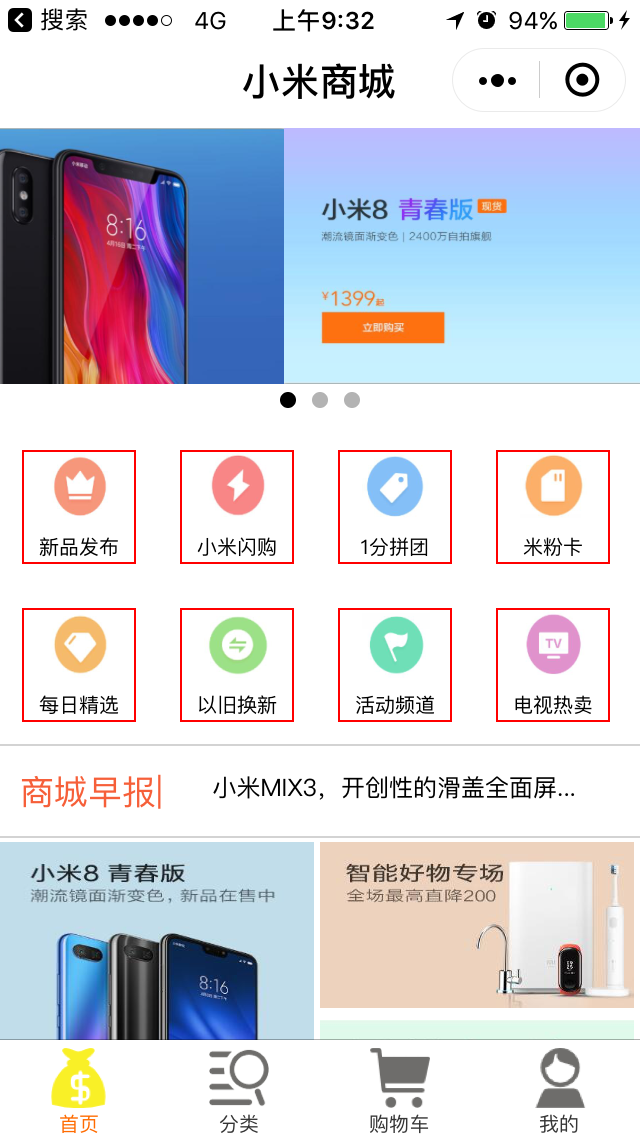 搜索 4G 上午9:32 94%
小米商城
小米8 青春版 现货
潮流镜面渐变色 | 2400万自拍旗舰
8:16
¥1399起
立即购买
新品发布 小米闪购 1分拼团 米粉卡
TV
每日精选 以旧换新 活动频道 电视热卖
商城早报| 小米MIX3，开创性的滑盖全面屏...
小米8 青春版
潮流镜面渐变色，新品在售中
8:16
智能好物专场
全场最高直降200
首页 分类 购物车 我的